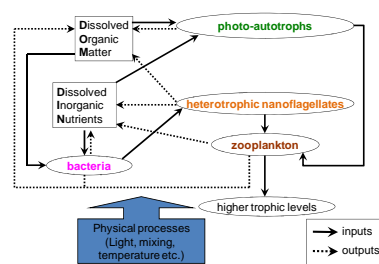 Dissolved
Organic
Matter
photo-autotrophs
Dissolved
Inorganic
Nutrients
heterotrophic nanoflagellates
zooplankton
bacteria
higher trophic levels
Physical processes
(Light, mixing,
temperature etc.)
inputs
outputs